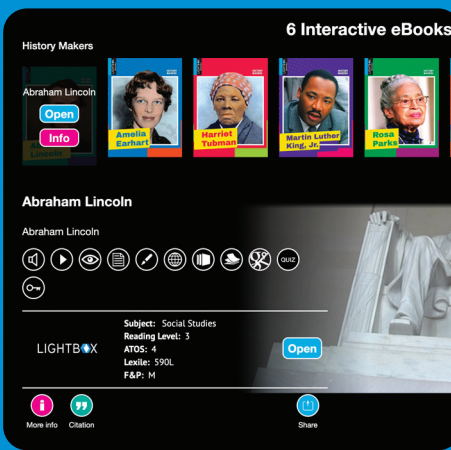 6 Interactive eBooks
History Makers
Abraham Lincoln
Open
Info
Abraham
Lincoln
Amelia
Earhart
Harriet
Tubman
Martin Luther
King, Jr.
Rosa
Parks
Abraham Lincoln
Abraham Lincoln
QUIZ
LIGHTBOX
Subject: Social Studies
Reading Level: 3
ATOS: 4
Lexile: 590L
F&P: M
Open
More info
Citation
Share